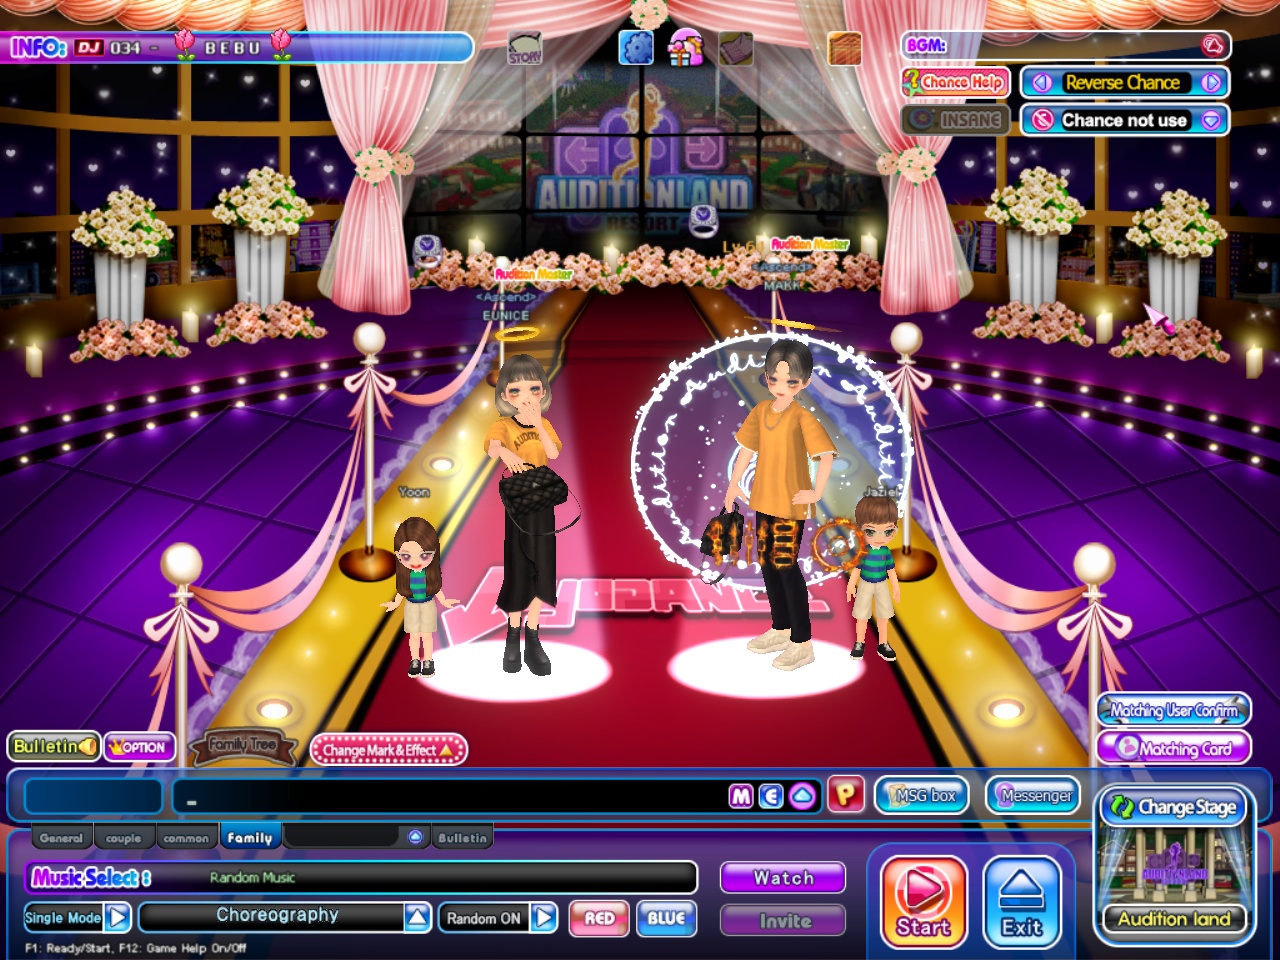 INFO: DJ 034 - BEBU
STORY
BGM:
Chance Help
Reverse Chance
INSANE
Chance not use
AUDITIONLAND
RESORT
Audition Master
<Ascend>
EUNICE
Audition Master
<Ascend>
MAKK
Yoon
Jaziel
Bulletin
OPTION
Family Tree
Change Mark & Effect
Matching User Confirm
Matching Card
M E
P
MSG box
Messenger
Change Stage
General
couple
common
Family
Bulletin
Music Select :
Random Music
Watch
Single Mode
Choreography
Random ON
RED
BLUE
Invite
Start
Exit
AUDITIONLAND
Audition land
F1: Ready/Start, F12: Game Help On/Off